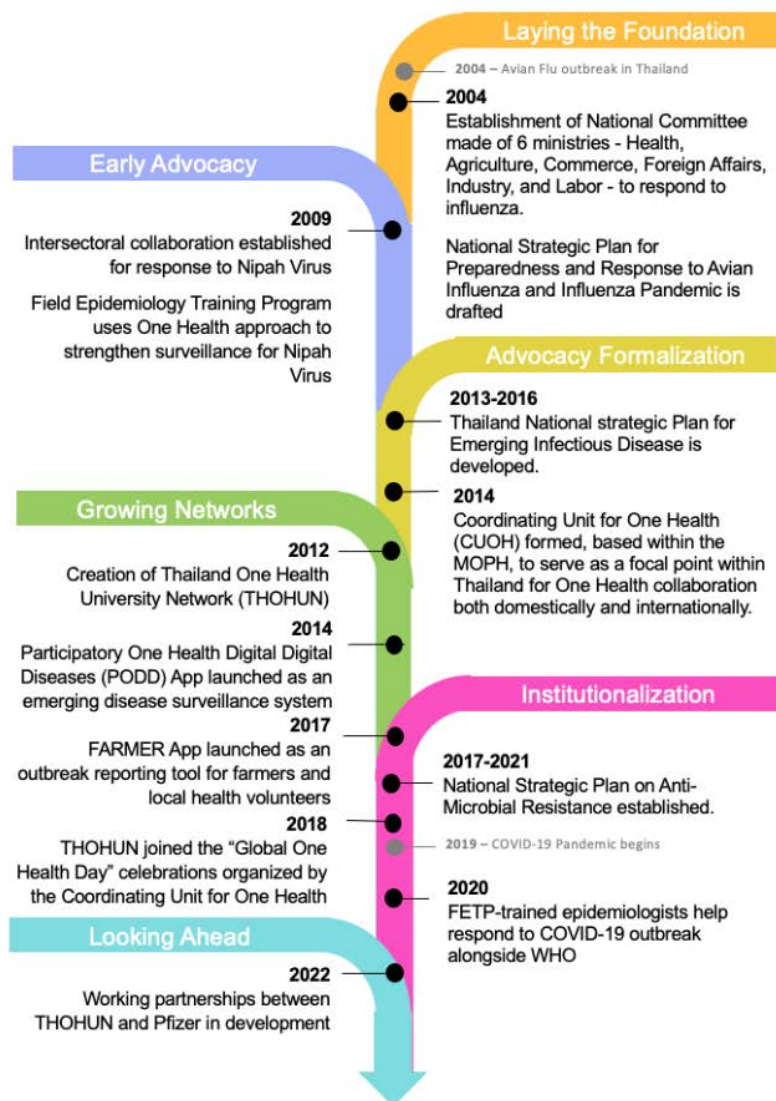 Laying the Foundation
2004 – Avian Flu outbreak in Thailand
2004
Establishment of National Committee
made of 6 ministries - Health,
Agriculture, Commerce, Foreign Affairs,
Industry, and Labor - to respond to
influenza.
National Strategic Plan for
Preparedness and Response to Avian
Influenza and Influenza Pandemic is
drafted
Early Advocacy
2009
Intersectoral collaboration established
for response to Nipah Virus
Field Epidemiology Training Program
uses One Health approach to
strengthen surveillance for Nipah
Virus
Advocacy Formalization
2013-2016
Thailand National strategic Plan for
Emerging Infectious Disease is
developed.
2014
Coordinating Unit for One Health
(CUOH) formed, based within the
MOPH, to serve as a focal point within
Thailand for One Health collaboration
both domestically and internationally.
Growing Networks
2012
Creation of Thailand One Health
University Network (THOHUN)
2014
Participatory One Health Digital Digital
Diseases (PODD) App launched as an
emerging disease surveillance system
2017
FARMER App launched as an
outbreak reporting tool for farmers and
local health volunteers
2018
THOHUN joined the “Global One
Health Day” celebrations organized by
the Coordinating Unit for One Health
Institutionalization
2017-2021
National Strategic Plan on Anti-
Microbial Resistance established.
2019 – COVID-19 Pandemic begins
2020
FETP-trained epidemiologists help
respond to COVID-19 outbreak
alongside WHO
Looking Ahead
2022
Working partnerships between
THOHUN and Pfizer in development